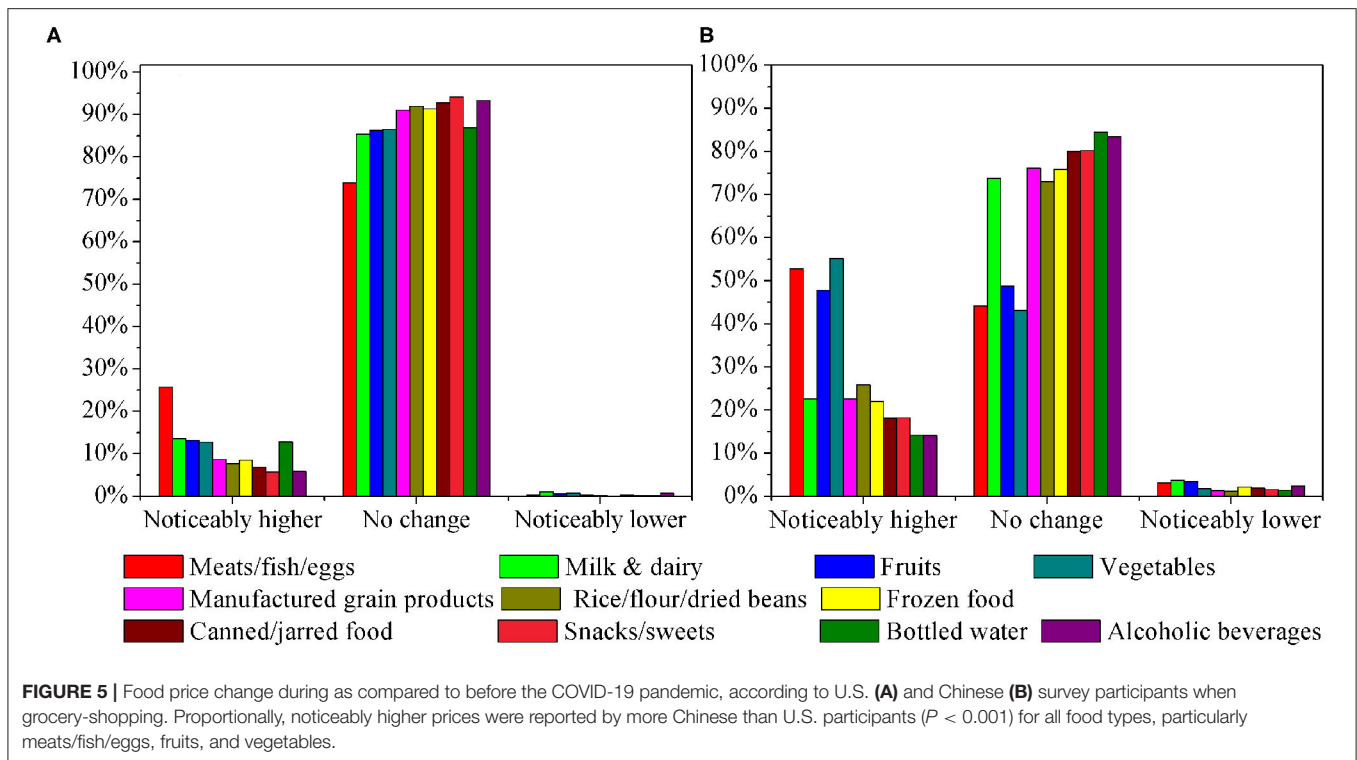 A
B
100%
90%
80%
70%
60%
50%
40%
30%
20%
10%
0%
Noticeably higher No change Noticeably lower
100%
90%
80%
70%
60%
50%
40%
30%
20%
10%
0%
Noticeably higher No change Noticeably lower
Meats/fish/eggs Milk & dairy Fruits Vegetables
Manufactured grain products Rice/flour/dried beans Frozen food
Canned/jarred food Snacks/sweets Bottled water Alcoholic beverages
FIGURE 5 | Food price change during as compared to before the COVID-19 pandemic, according to U.S. (A) and Chinese (B) survey participants when
grocery-shopping. Proportionally, noticeably higher prices were reported by more Chinese than U.S. participants (P < 0.001) for all food types, particularly
meats/fish/eggs, fruits, and vegetables.